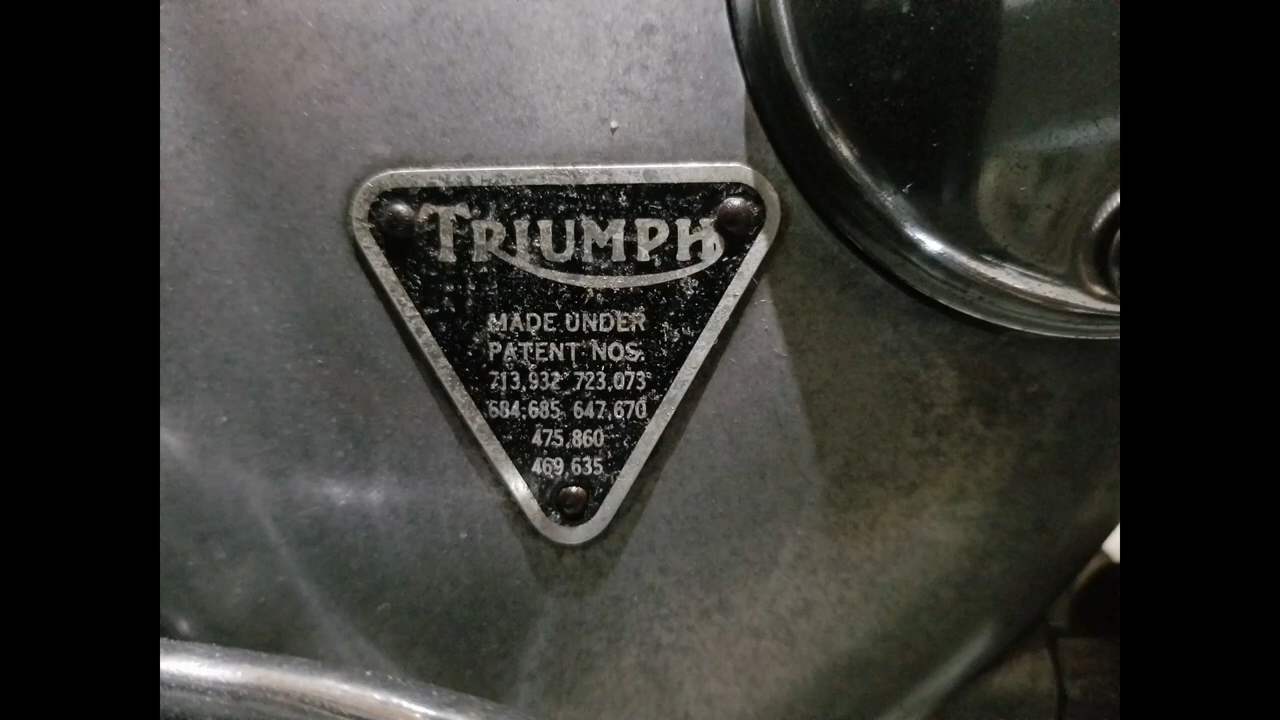 TRIUMPH
MADE UNDER
PATENT NOS.
713,932 723,073
684,685 647,670
475,860
469,635